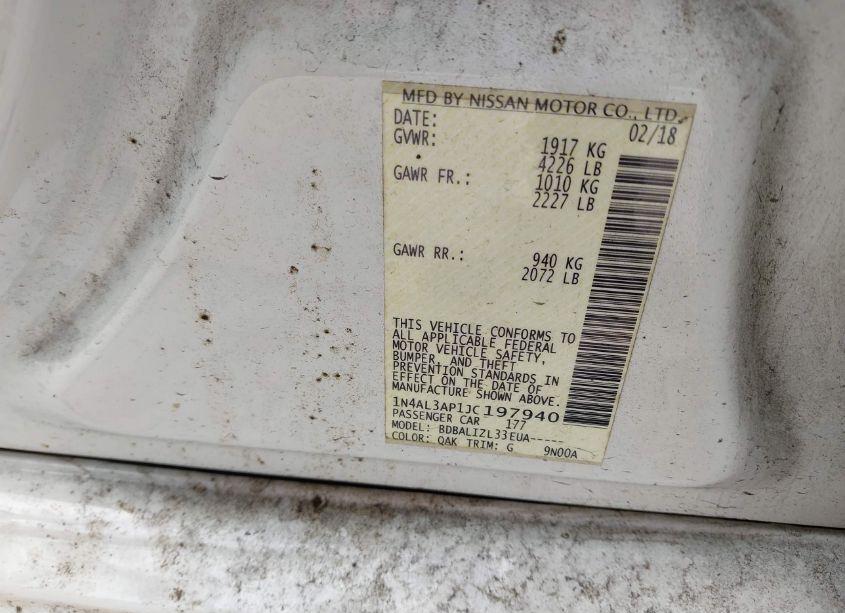 MFD BY NISSAN MOTOR CO., LTD.
DATE: 02/18
GVWR: 1917 KG
4226 LB
GAWR FR.: 1010 KG
2227 LB
GAWR RR.: 940 KG
2072 LB
THIS VEHICLE CONFORMS TO
ALL APPLICABLE FEDERAL
MOTOR VEHICLE SAFETY,
BUMPER, AND THEFT
PREVENTION STANDARDS IN
EFFECT ON THE DATE OF
MANUFACTURE SHOWN ABOVE.
1N4AL3AP1JC197940
PASSENGER CAR 177
MODEL: BDBALIZL33EUA-----
COLOR: QAK TRIM: G 9N00A